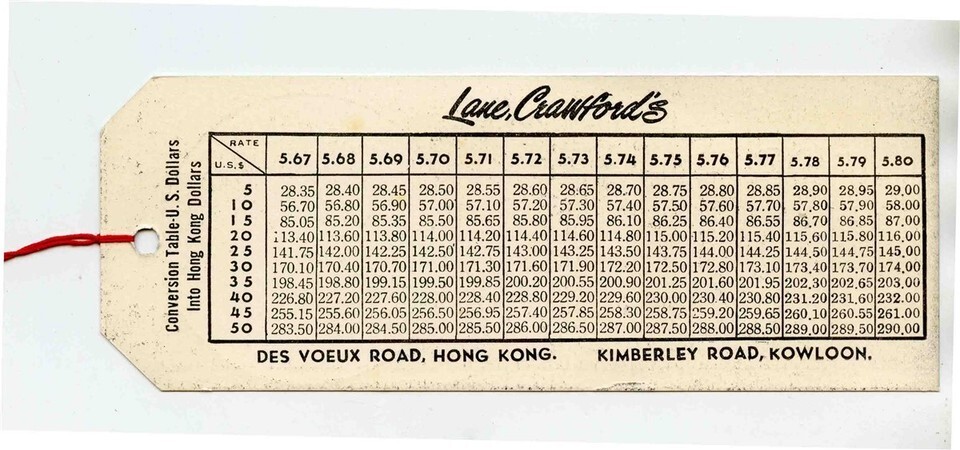 Lane, Crawford's
Conversion Table-U. S. Dollars
Into Hong Kong Dollars
RATE
U.S.$ 5.67 5.68 5.69 5.70 5.71 5.72 5.73 5.74 5.75 5.76 5.77 5.78 5.79 5.80
5 28.35 28.40 28.45 28.50 28.55 28.60 28.65 28.70 28.75 28.80 28.85 28.90 28.95 29.00
10 56.70 56.80 56.90 57.00 57.10 57.20 57.30 57.40 57.50 57.60 57.70 57.80 57.90 58.00
15 85.05 85.20 85.35 85.50 85.65 85.80 85.95 86.10 86.25 86.40 86.55 86.70 86.85 87.00
20 113.40 113.60 113.80 114.00 114.20 114.40 114.60 114.80 115.00 115.20 115.40 115.60 115.80 116.00
25 141.75 142.00 142.25 142.50 142.75 143.00 143.25 143.50 143.75 144.00 144.25 144.50 144.75 145.00
30 170.10 170.40 170.70 171.00 171.30 171.60 171.90 172.20 172.50 172.80 173.10 173.40 173.70 174.00
35 198.45 198.80 199.15 199.50 199.85 200.20 200.55 200.90 201.25 201.60 201.95 202.30 202.65 203.00
40 226.80 227.20 227.60 228.00 228.40 228.80 229.20 229.60 230.00 230.40 230.80 231.20 231.60 232.00
45 255.15 255.60 256.05 256.50 256.95 257.40 257.85 258.30 258.75 259.20 259.65 260.10 260.55 261.00
50 283.50 284.00 284.50 285.00 285.50 286.00 286.50 287.00 287.50 288.00 288.50 289.00 289.50 290.00
DES VOEUX ROAD, HONG KONG. KIMBERLEY ROAD, KOWLOON.